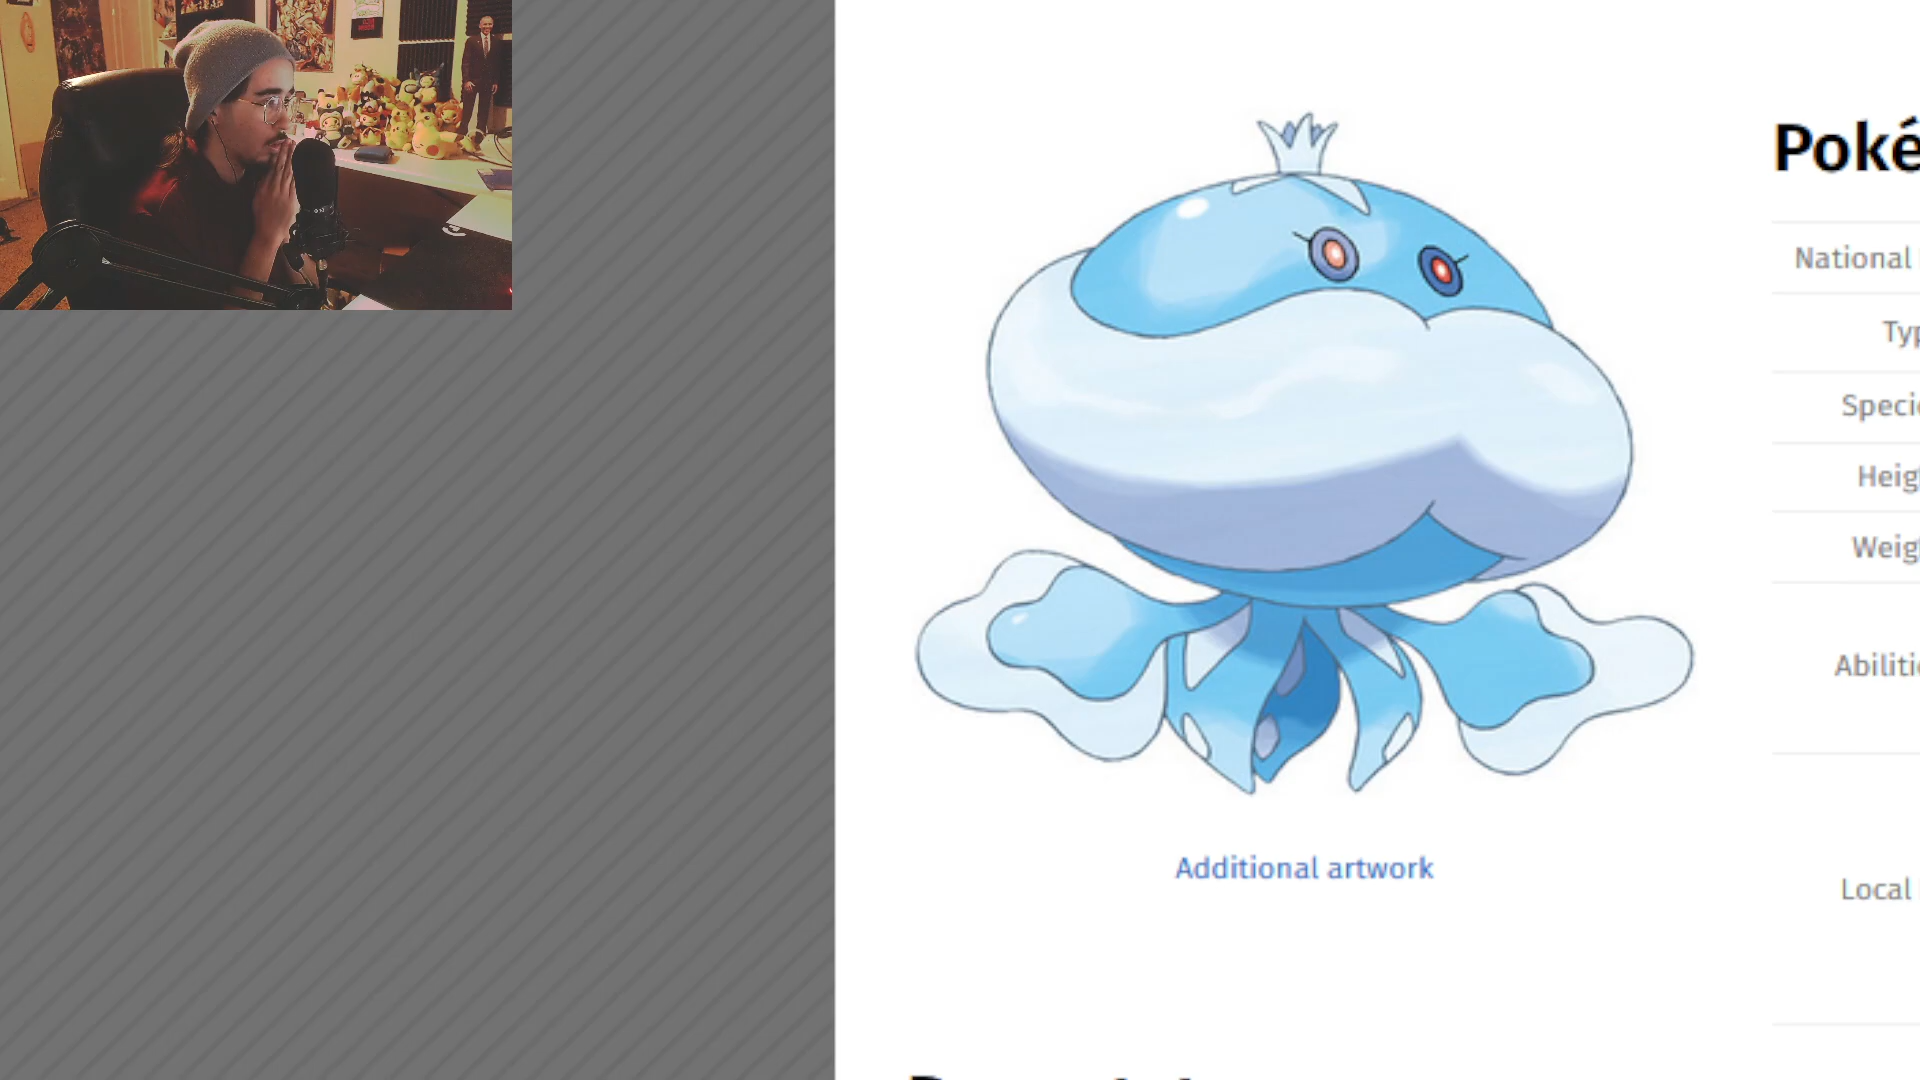 Poké
National
Typ
Speci
Heig
Weig
Abiliti
Local
Additional artwork